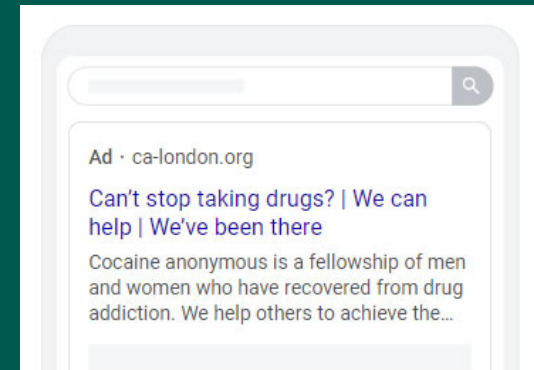 Ad · ca-london.org
Can't stop taking drugs? | We can
help | We've been there
Cocaine anonymous is a fellowship of men
and women who have recovered from drug
addiction. We help others to achieve the...